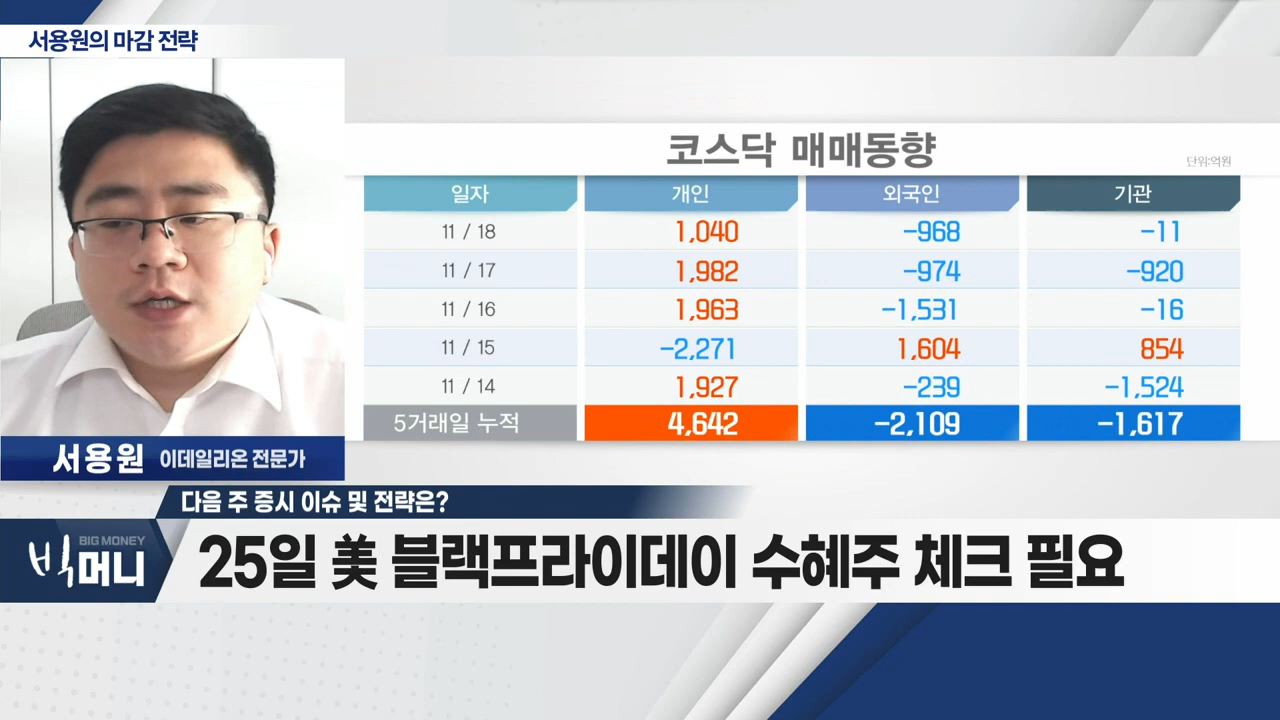 서용원의 마감 전략
코스닥 매매동향
단위:억원
일자 개인 외국인 기관
11 / 18 1,040 -968 -11
11 / 17 1,982 -974 -920
11 / 16 1,963 -1,531 -16
11 / 15 -2,271 1,604 854
11 / 14 1,927 -239 -1,524
5거래일 누적 4,642 -2,109 -1,617
서용원 이데일리온 전문가
다음 주 증시 이슈 및 전략은?
BIG MONEY
빅머니
25일 美 블랙프라이데이 수혜주 체크 필요